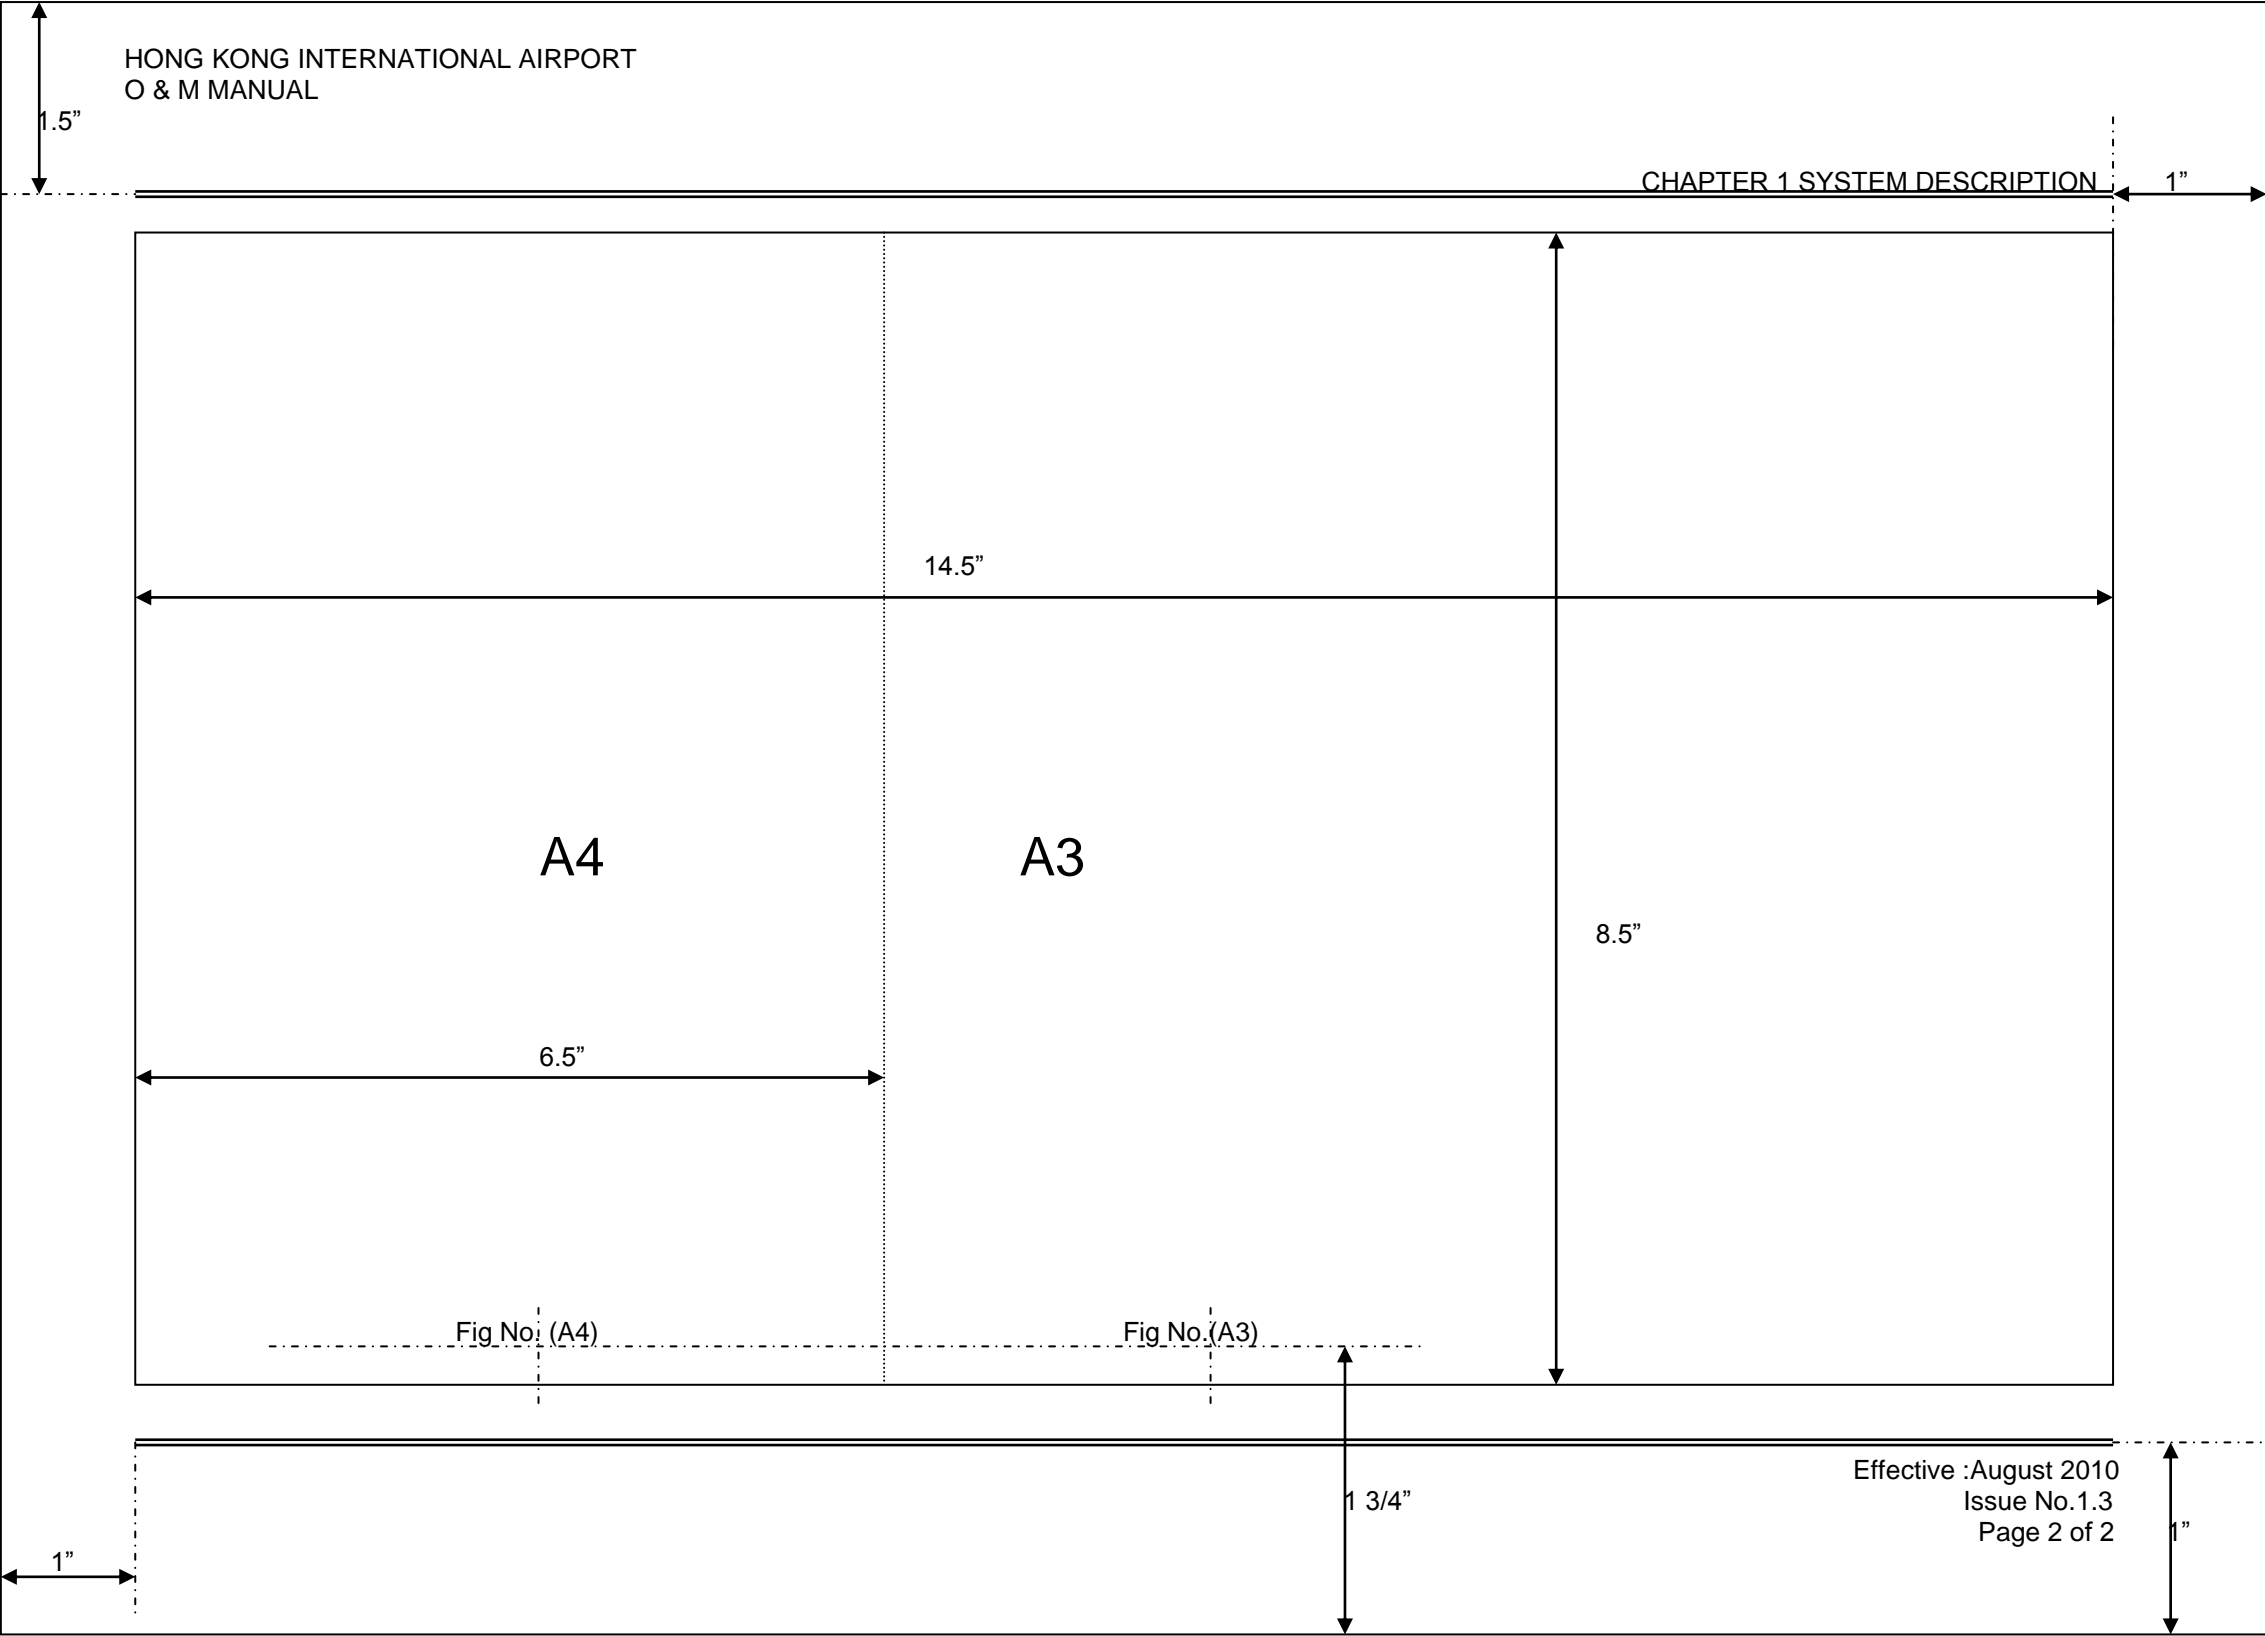 HONG KONG INTERNATIONAL AIRPORT
O & M MANUAL
1.5”
CHAPTER 1 SYSTEM DESCRIPTION
1”
14.5”
A4
A3
8.5”
6.5”
Fig No. (A4)
Fig No.(A3)
Effective :August 2010
1 3/4”
Issue No.1.3
Page 2 of 2
1”
1”